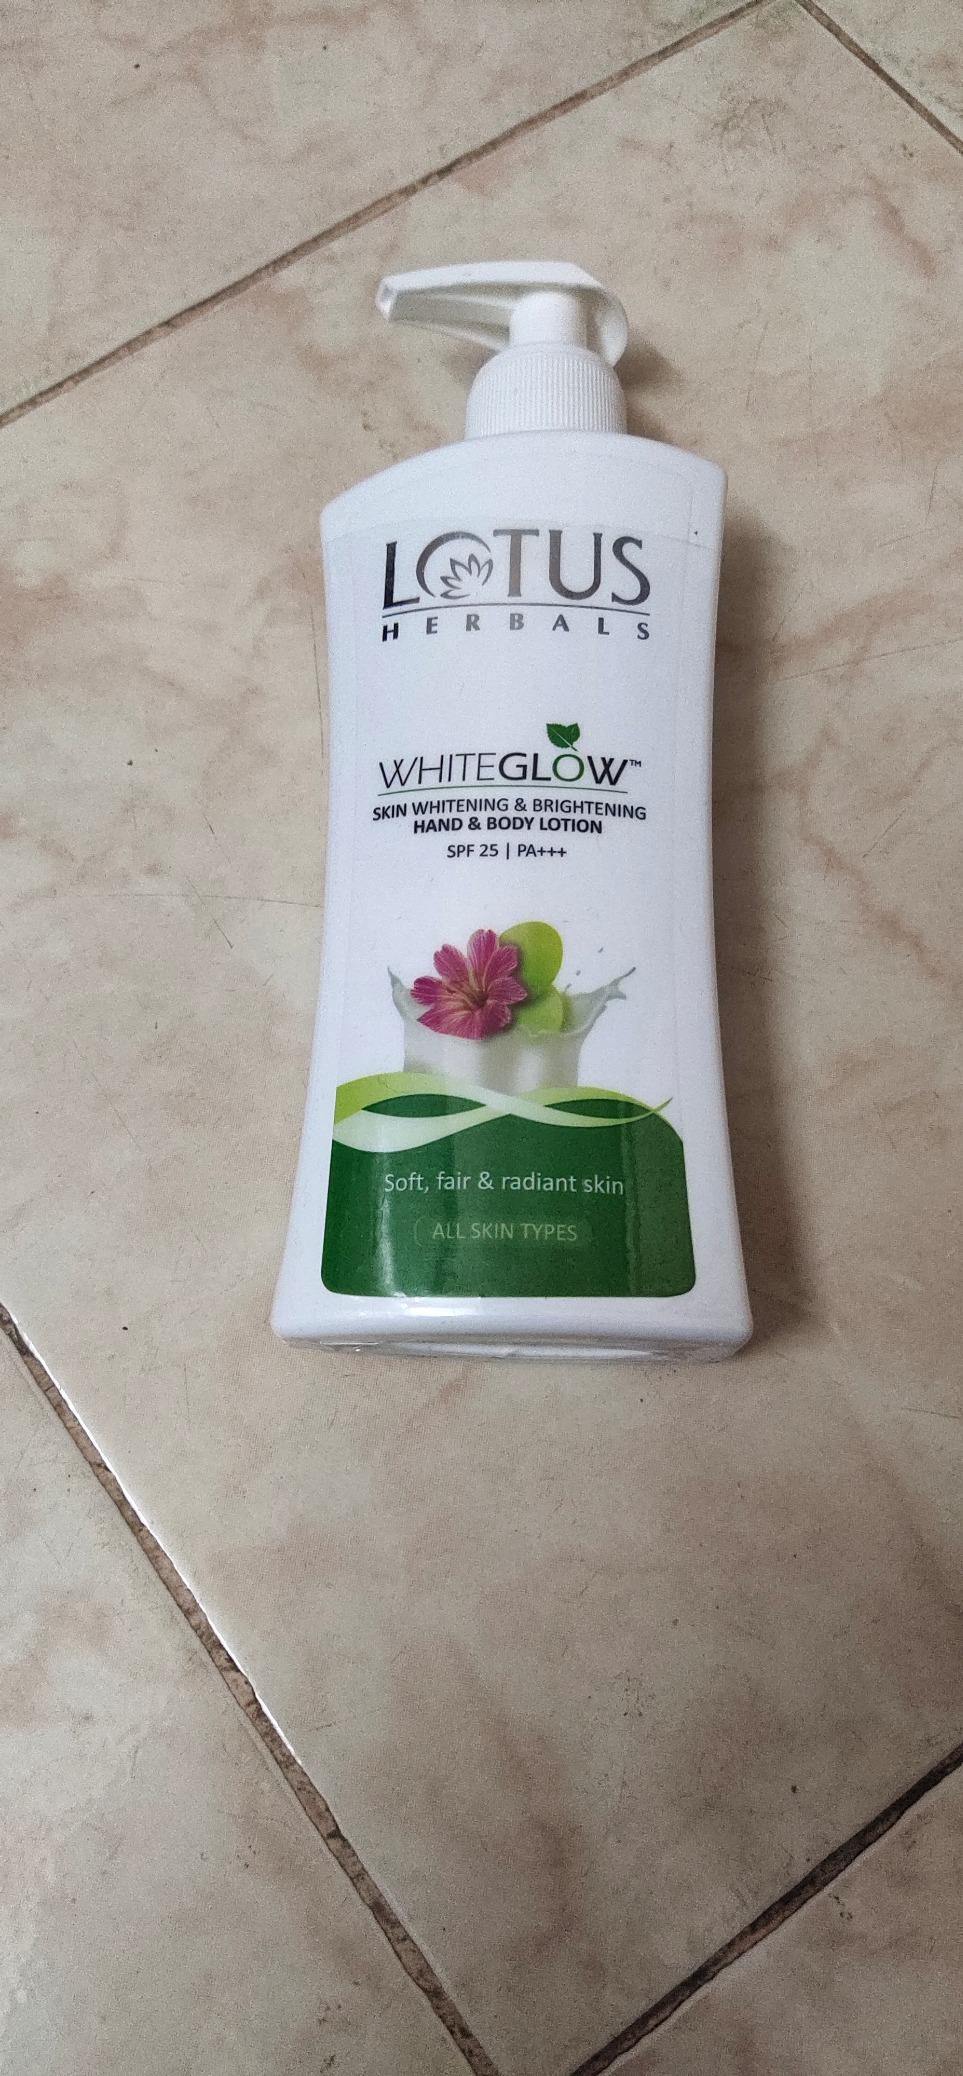 LOTUS
HERBALS
WHITEGLOW™
SKIN WHITENING & BRIGHTENING
HAND & BODY LOTION
SPF 25 | PA+++
Soft, fair & radiant skin
ALL SKIN TYPES